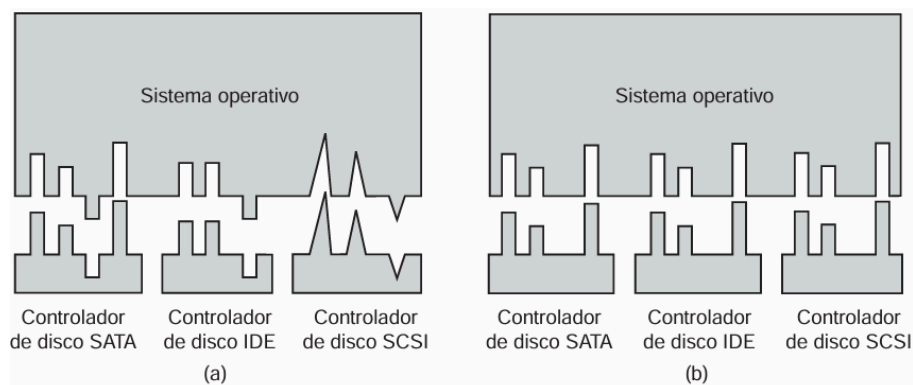 Sistema operativo
Sistema operativo
Controlador
de disco SATA
Controlador
de disco IDE
Controlador
de disco SCSI
(a)
Controlador
de disco SATA
Controlador
de disco IDE
Controlador
de disco SCSI
(b)